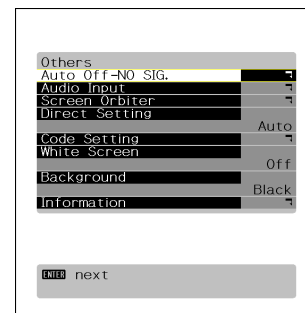 Others
Auto Off-NO SIG.
Audio Input
Screen Orbiter
Direct Setting
Auto
Code Setting
White Screen
Off
Background
Black
Information
ENTER next